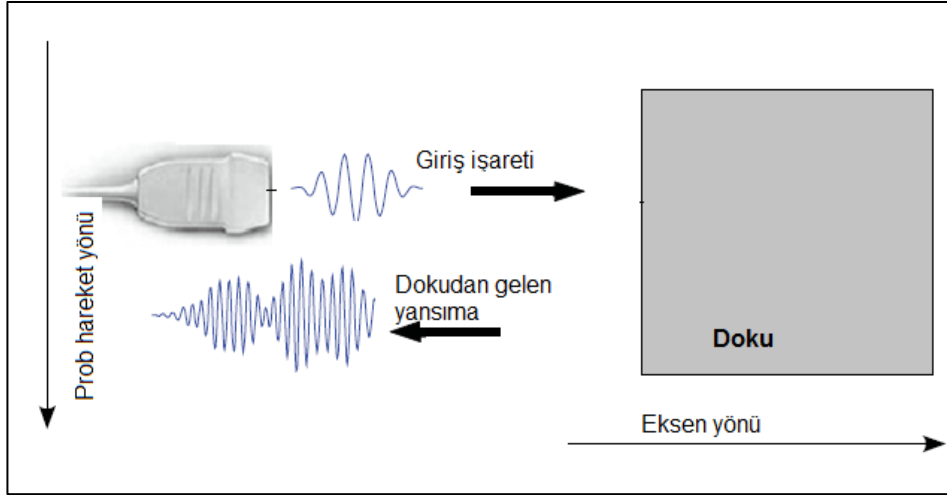 Giriş işareti
Prob hareket yönü
Dokudan gelen
yansıma
Doku
Eksen yönü